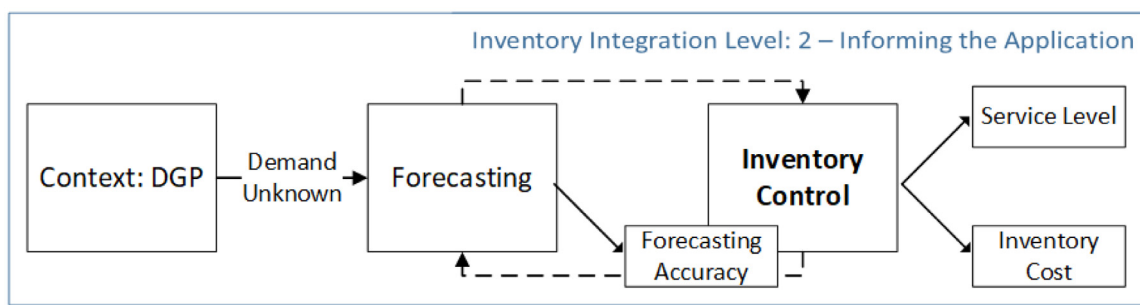 Inventory Integration Level: 2 – Informing the Application
Context: DGP
Demand
Unknown
Forecasting
Forecasting
Accuracy
Inventory
Control
Service Level
Inventory
Cost